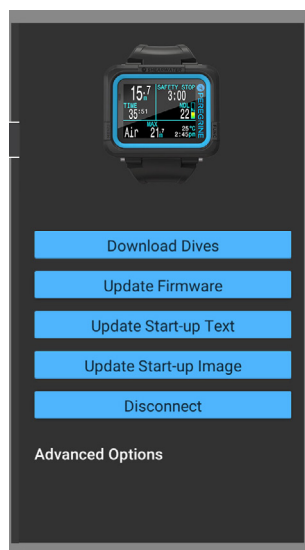 15.7
SAFETY STOP
3:00
TIME
35:51
NDL
22
MAX
Air
21.7
25°C
2:45pm
PEREGRINE
Download Dives
Update Firmware
Update Start-up Text
Update Start-up Image
Disconnect
Advanced Options